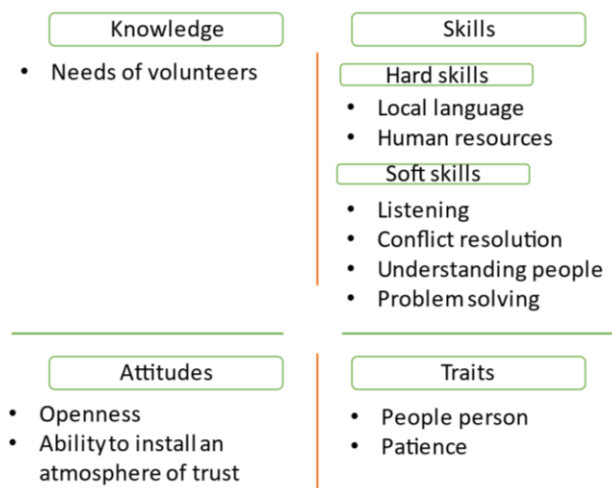 Knowledge
• Needs of volunteers
Skills
Hard skills
• Local language
• Human resources
Soft skills
• Listening
• Conflict resolution
• Understanding people
• Problem solving
Attitudes
• Openness
• Ability to install an
atmosphere of trust
Traits
• People person
• Patience